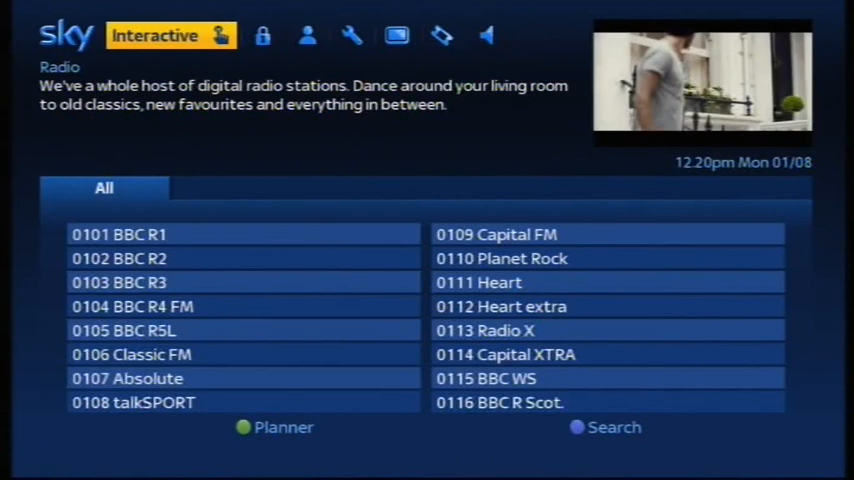 sky Interactive
Radio
We've a whole host of digital radio stations. Dance around your living room
to old classics, new favourites and everything in between.
12.20pm Mon 01/08
All
0101 BBC R1
0102 BBC R2
0103 BBC R3
0104 BBC R4 FM
0105 BBC R5L
0106 Classic FM
0107 Absolute
0108 talkSPORT
0109 Capital FM
0110 Planet Rock
0111 Heart
0112 Heart extra
0113 Radio X
0114 Capital XTRA
0115 BBC WS
0116 BBC R Scot.
Planner
Search